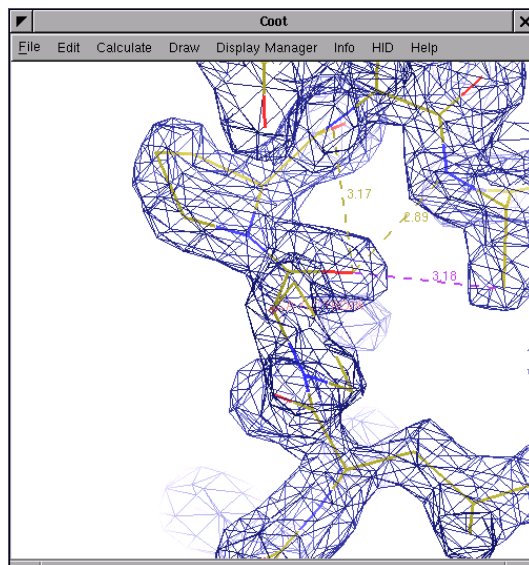 Coot
File Edit Calculate Draw Display Manager Info HID Help
3.17
2.89
3.18